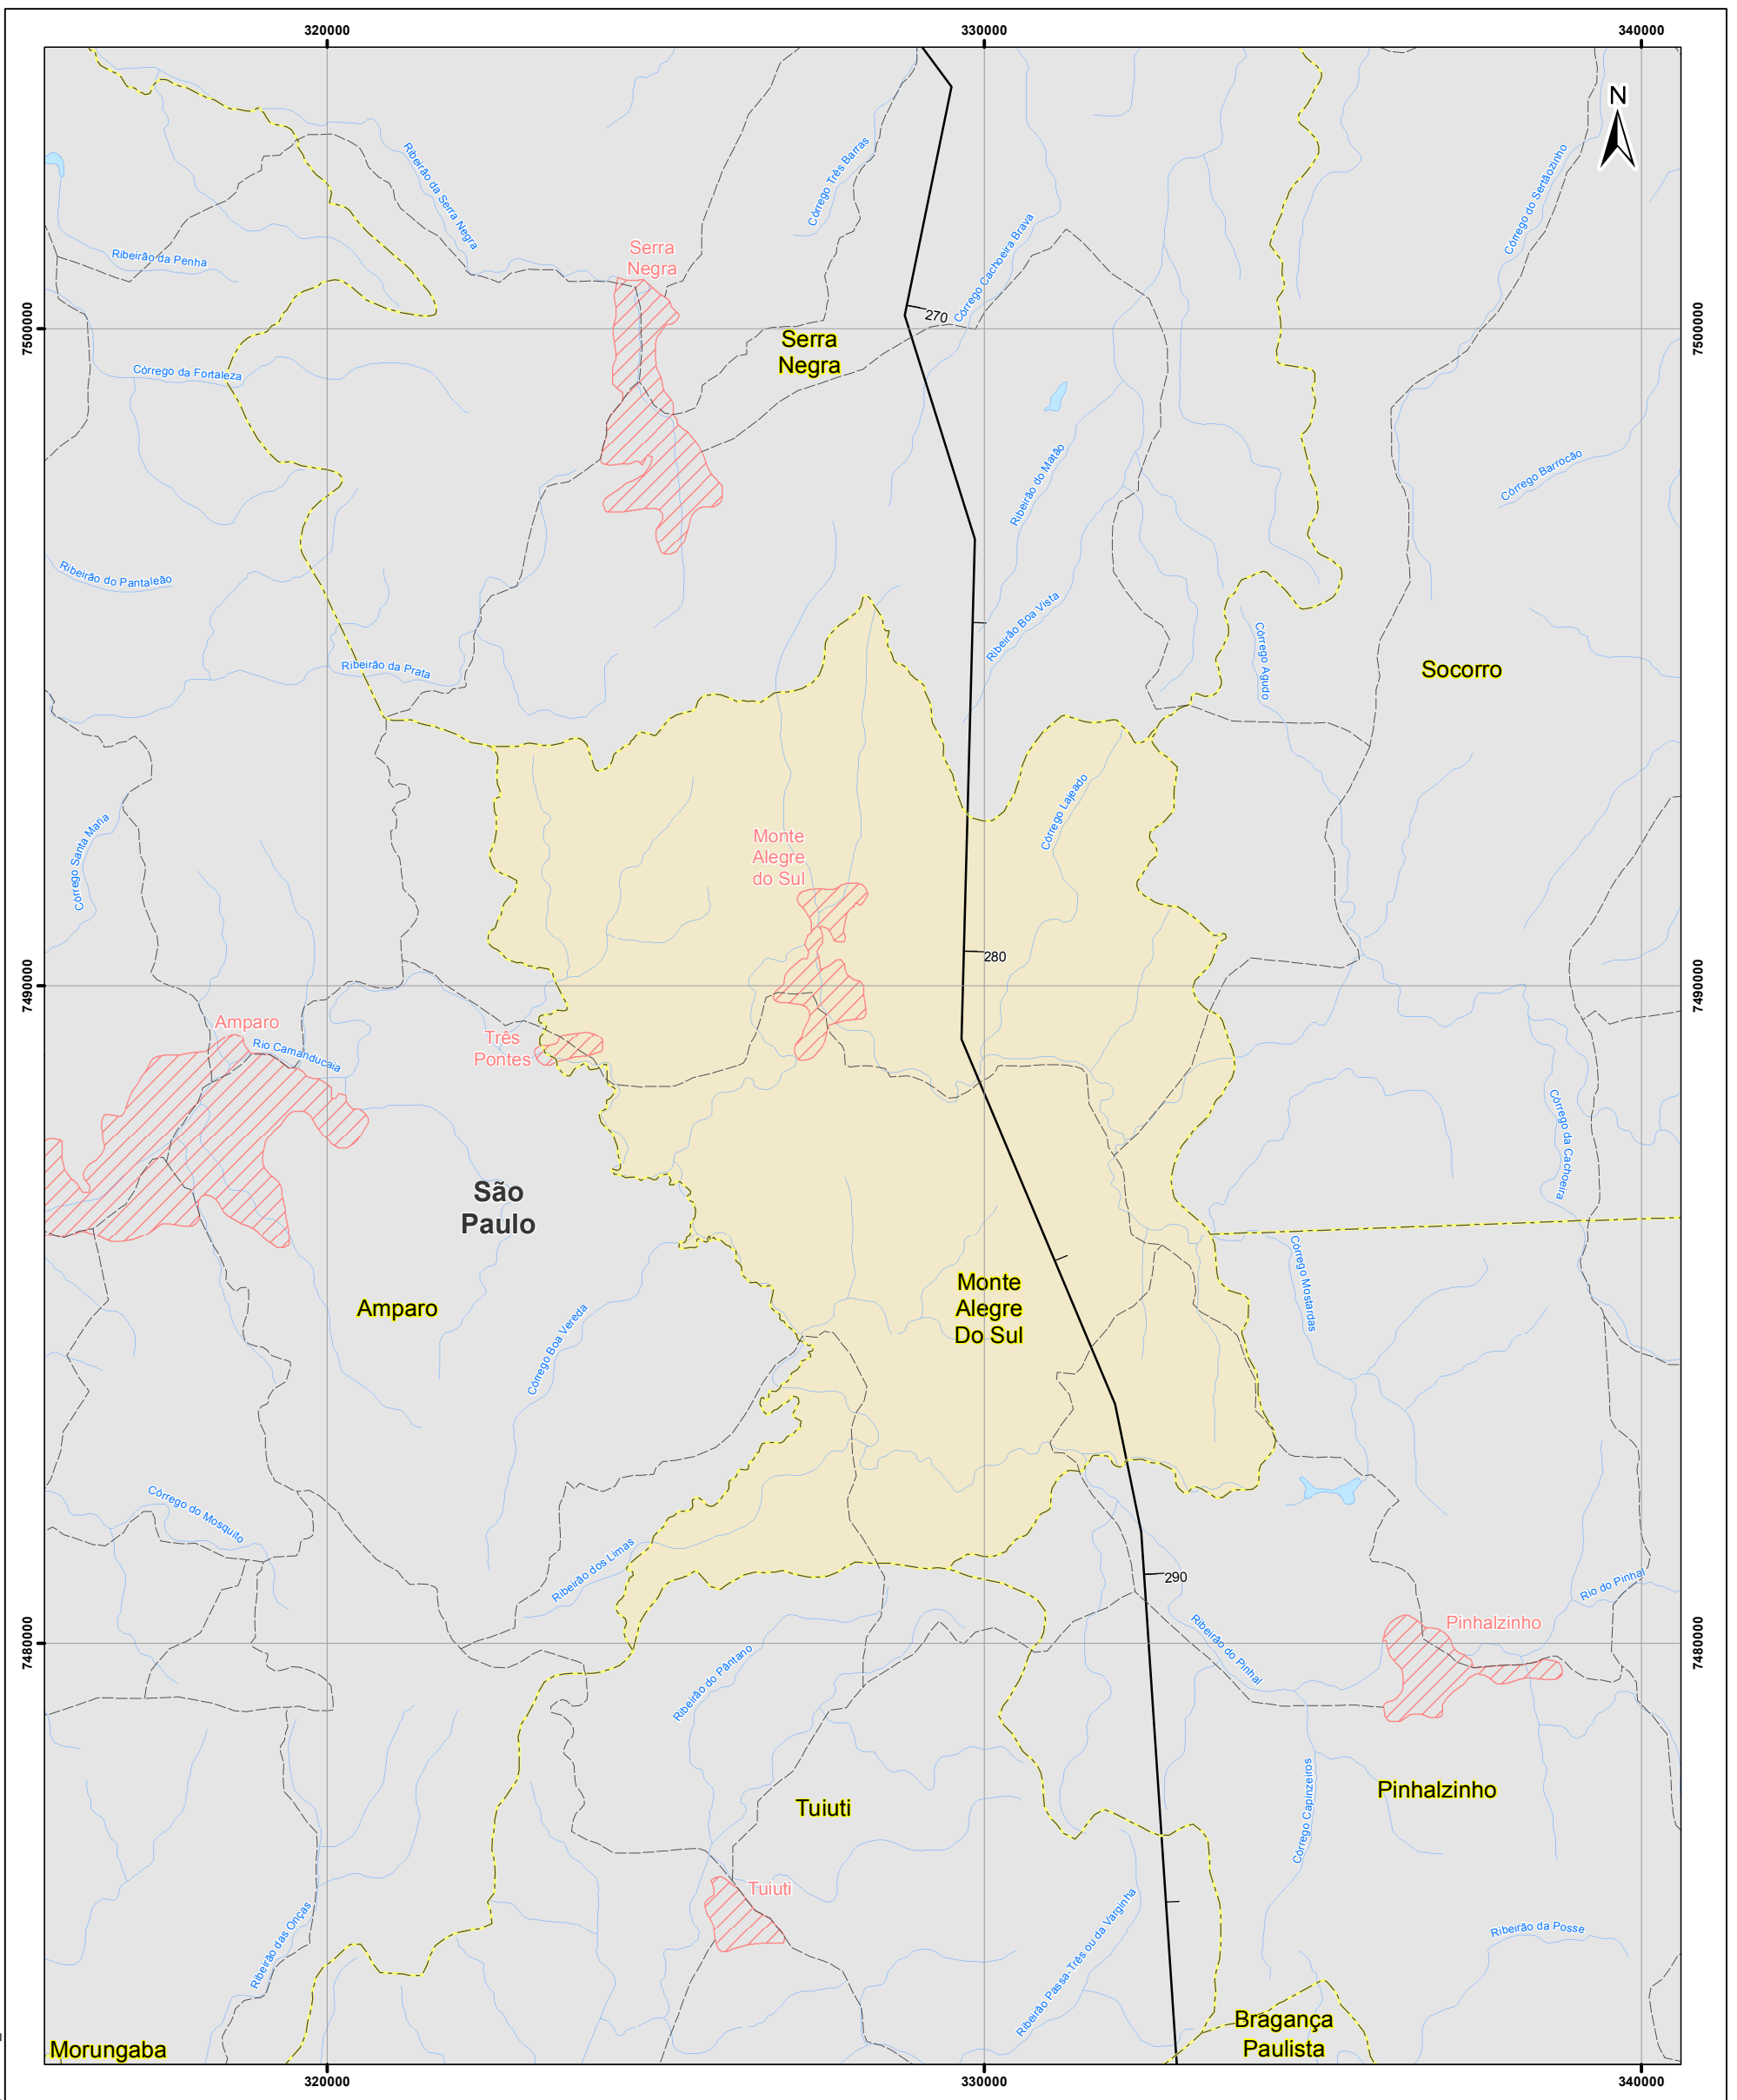 320000
330000
340000
N
Ribeirão da Serra Negra
Córrego Três Barras
Córrego do Sertãozinho
Ribeirão da Penha
Serra
Negra
Córrego Cachoeira Brava
7500000
270
7500000
Serra
Negra
Córrego da Fortaleza
Ribeirão do Matão
Córrego Barrocão
Ribeirão do Pantaleão
Ribeirão Boa Vista
Córrego Agudo
Ribeirão da Prata
Socorro
Córrego Lajeado
Córrego Santa Maria
Monte
Alegre
do Sul
280
7490000
7490000
Amparo
Rio Camanducaia
Três
Pontes
Córrego da Cachoeira
São
Paulo
Córrego Mostardas
Monte
Alegre
Do Sul
Amparo
Córrego Boa Vereda
Córrego do Mosquito
Ribeirão dos Limas
290
Rio do Pinhal
Pinhalzinho
Ribeirão do Pinhal
7480000
7480000
Ribeirão do Pântano
Pinhalzinho
Tuiuti
Córrego Capinzeiros
Tuiuti
Ribeirão das Onças
Ribeirão Passa-Três ou da Varginha
Ribeirão da Posse
Bragança
Paulista
Morungaba
320000
330000
340000